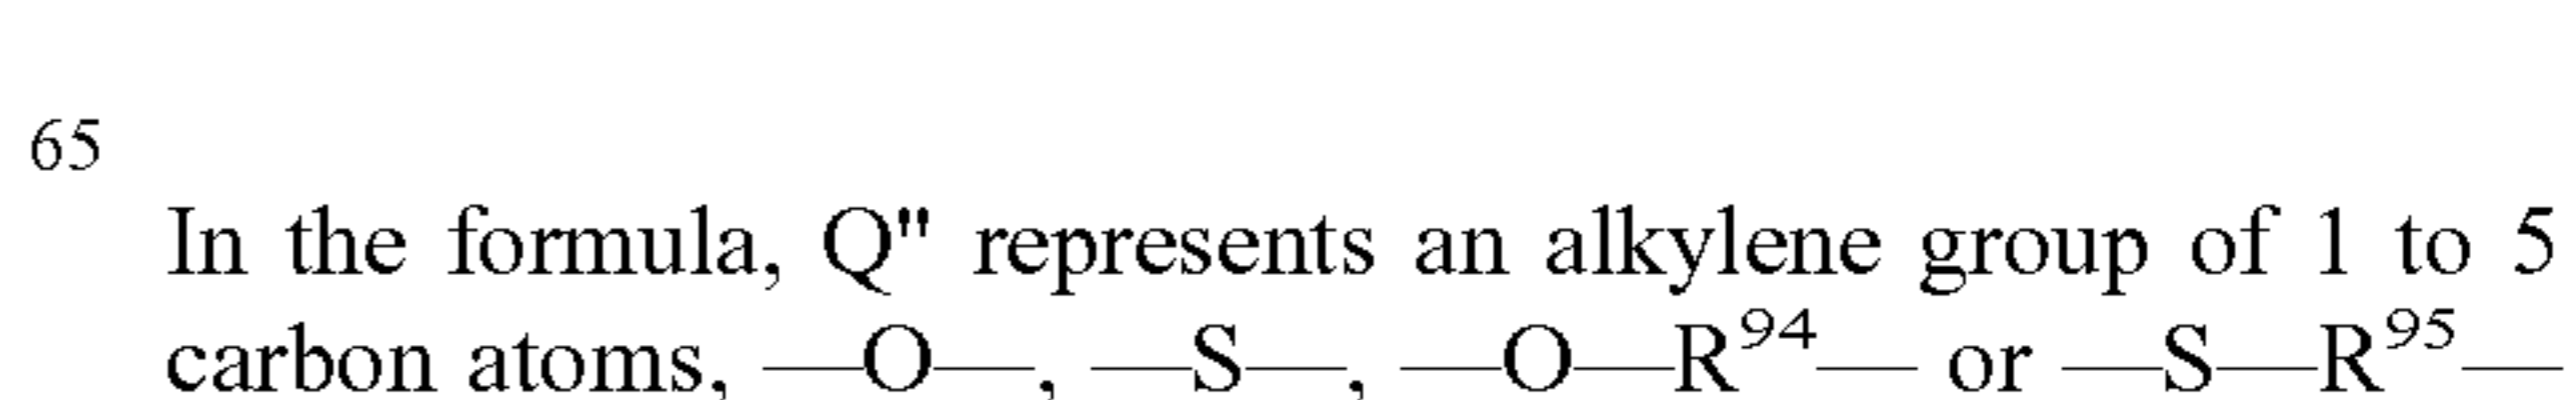 65
In the formula, Q" represents an alkylene group of 1 to 5
carbon atoms, —O—, —S—, —O—R⁹⁴— or —S—R⁹⁵—